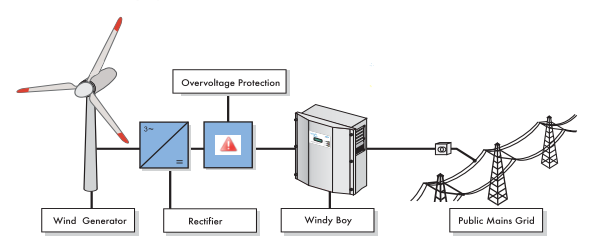 Overvoltage Protection
3~
=
Wind Generator
Rectifier
Windy Boy
Public Mains Grid